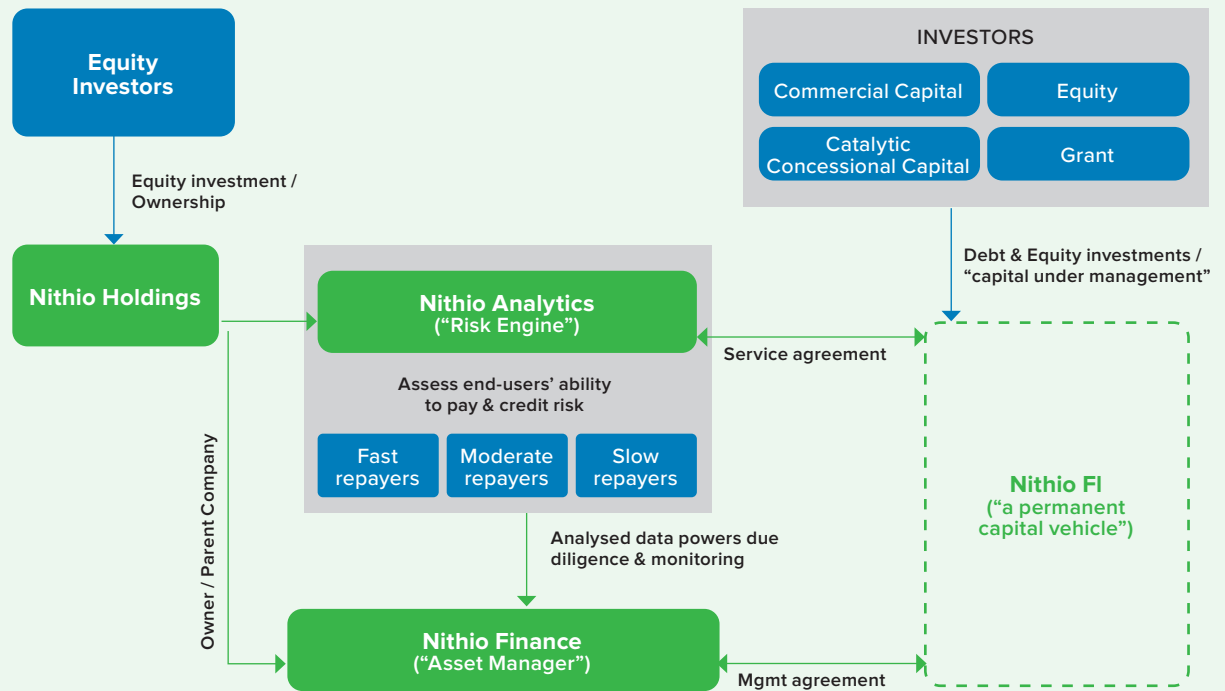 Equity
Investors
Equity investment /
Ownership
Nithio Holdings
Owner / Parent Company
Nithio Analytics
(“Risk Engine”)
Assess end-users’ ability
to pay & credit risk
Fast
repayers
Moderate
repayers
Slow
repayers
Analysed data powers due
diligence & monitoring
Nithio Finance
(“Asset Manager”)
INVESTORS
Commercial Capital
Equity
Catalytic
Concessional Capital
Grant
Debt & Equity investments /
“capital under management”
Service agreement
Nithio FI
(“a permanent
capital vehicle”)
Mgmt agreement